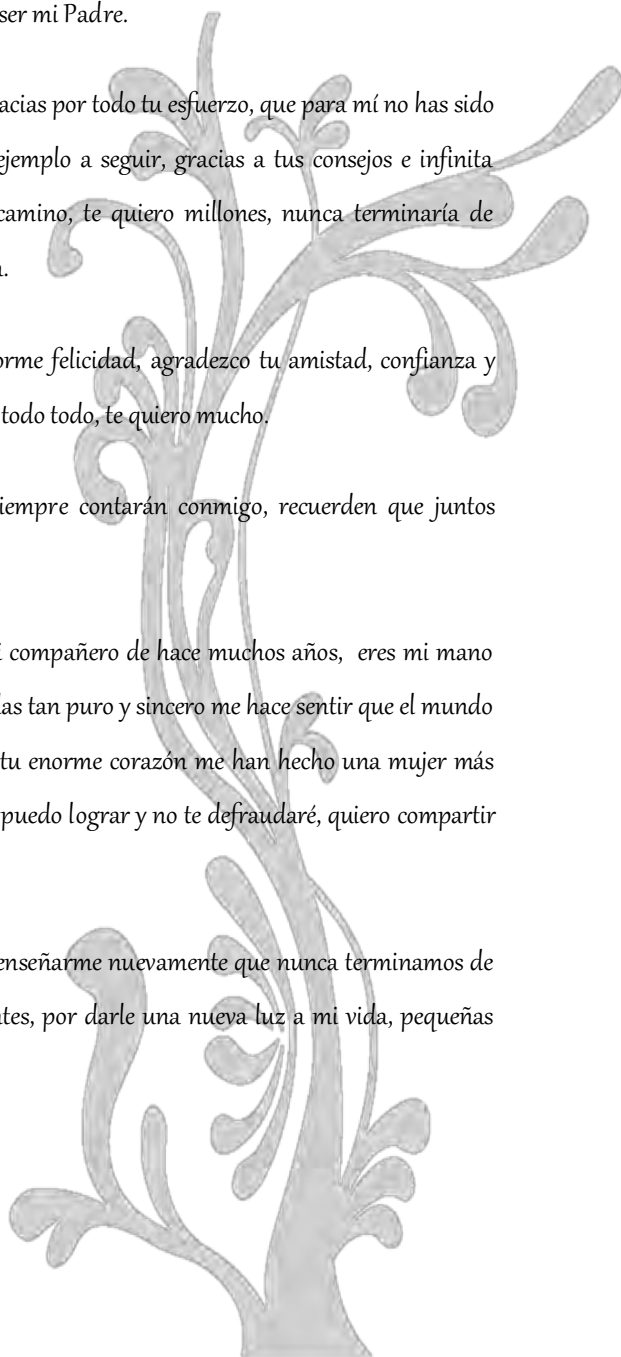 ser mi Padre.
acias por todo tu esfuerzo, que para mí no has sido
ejemplo a seguir, gracias a tus consejos e infinita
camino, te quiero millones, nunca terminaría de
orme felicidad, agradezco tu amistad, confianza y
todo todo, te quiero mucho.
siempre contarán conmigo, recuerden que juntos
compañero de hace muchos años, eres mi mano
das tan puro y sincero me hace sentir que el mundo
tu enorme corazón me han hecho una mujer más
puedo lograr y no te defraudaré, quiero compartir
enseñarme nuevamente que nunca terminamos de
tes, por darle una nueva luz a mi vida, pequeñas